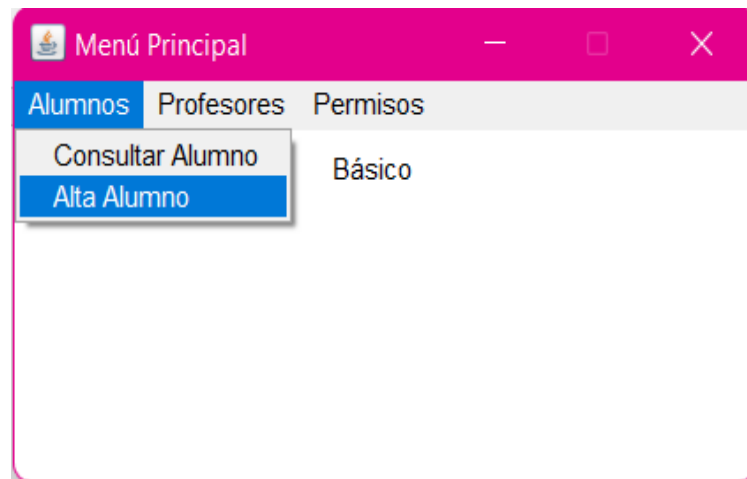 Menú Principal
Alumnos Profesores Permisos
Consultar Alumno
Básico
Alta Alumno